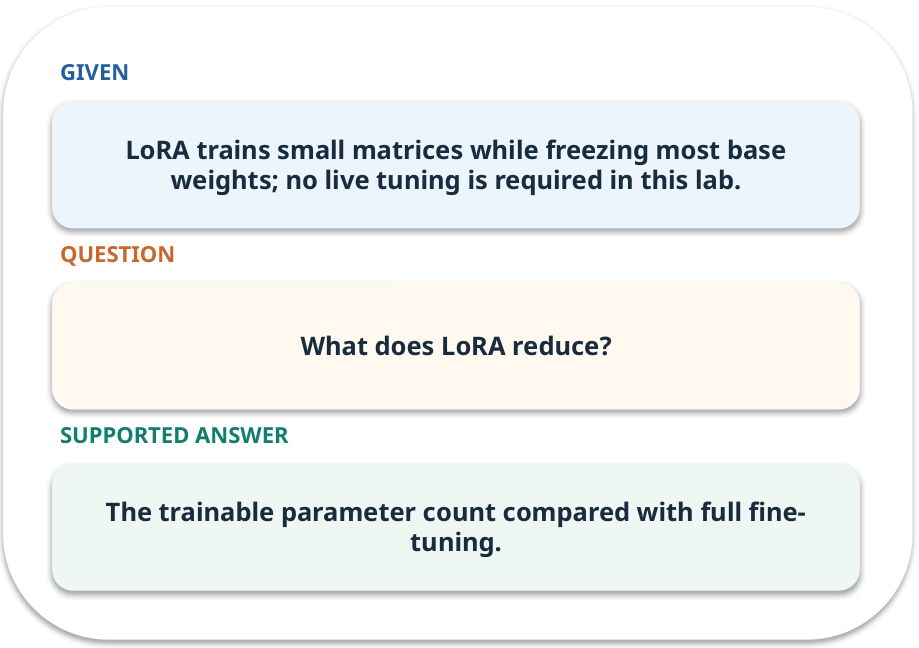 GIVEN
LoRA trains small matrices while freezing most base
weights; no live tuning is required in this lab.
QUESTION
What does LoRA reduce?
SUPPORTED ANSWER
The trainable parameter count compared with full fine-
tuning.